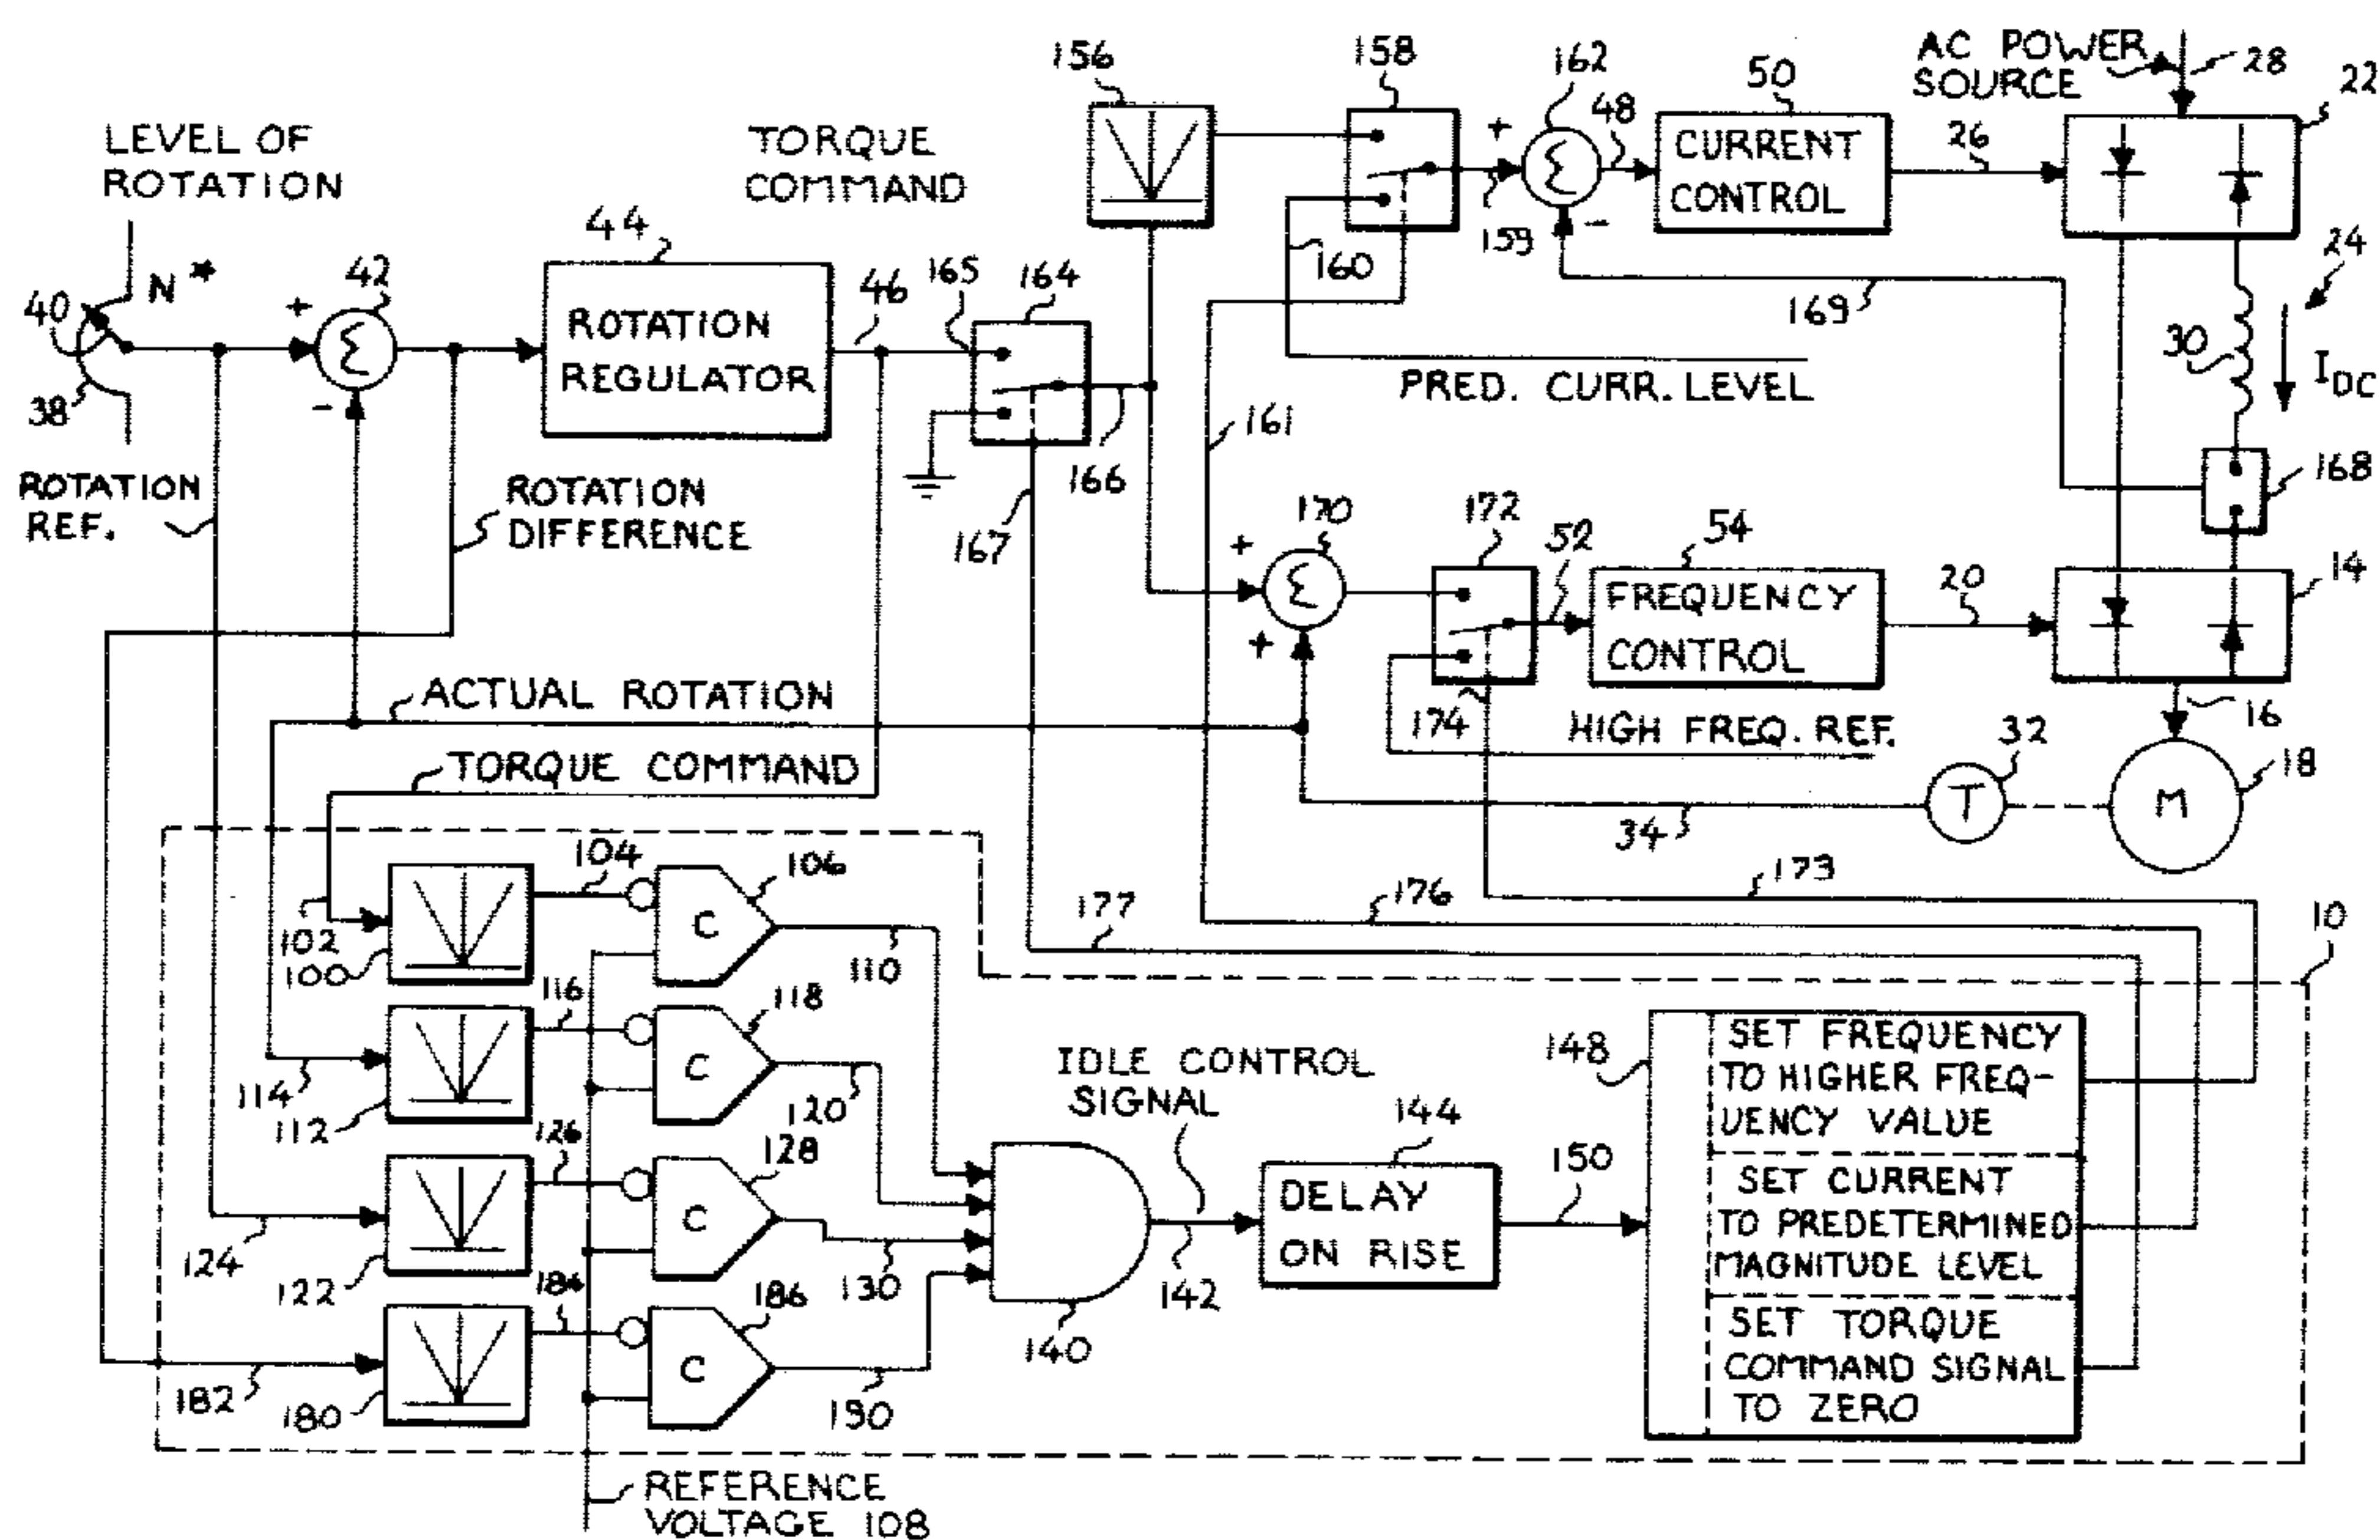 AC POWER
SOURCE
28
22
156
158
162
48
50
CURRENT
CONTROL
26
LEVEL OF
ROTATION
TORQUE
COMMAND
+
Σ
-
159
160
24
44
N*
40
38
+
42
Σ
-
ROTATION
REGULATOR
46
165
164
169
30
I DC
PRED. CURR. LEVEL
161
166
167
168
ROTATION
REF.
ROTATION
DIFFERENCE
170
+
Σ
+
172
52
54
FREQUENCY
CONTROL
20
14
174
HIGH FREQ. REF.
16
ACTUAL ROTATION
TORQUE COMMAND
32
T
18
M
34
173
176
177
10
102
100
104
106
C
110
116
118
C
114
112
120
126
128
C
124
122
130
184
186
C
182
180
190
IDLE CONTROL
SIGNAL
140
142
144
DELAY
ON RISE
150
148
SET FREQUENCY
TO HIGHER FREQ-
UENCY VALUE
SET CURRENT
TO PREDETERMINED
MAGNITUDE LEVEL
SET TORQUE
COMMAND SIGNAL
TO ZERO
REFERENCE
VOLTAGE 108